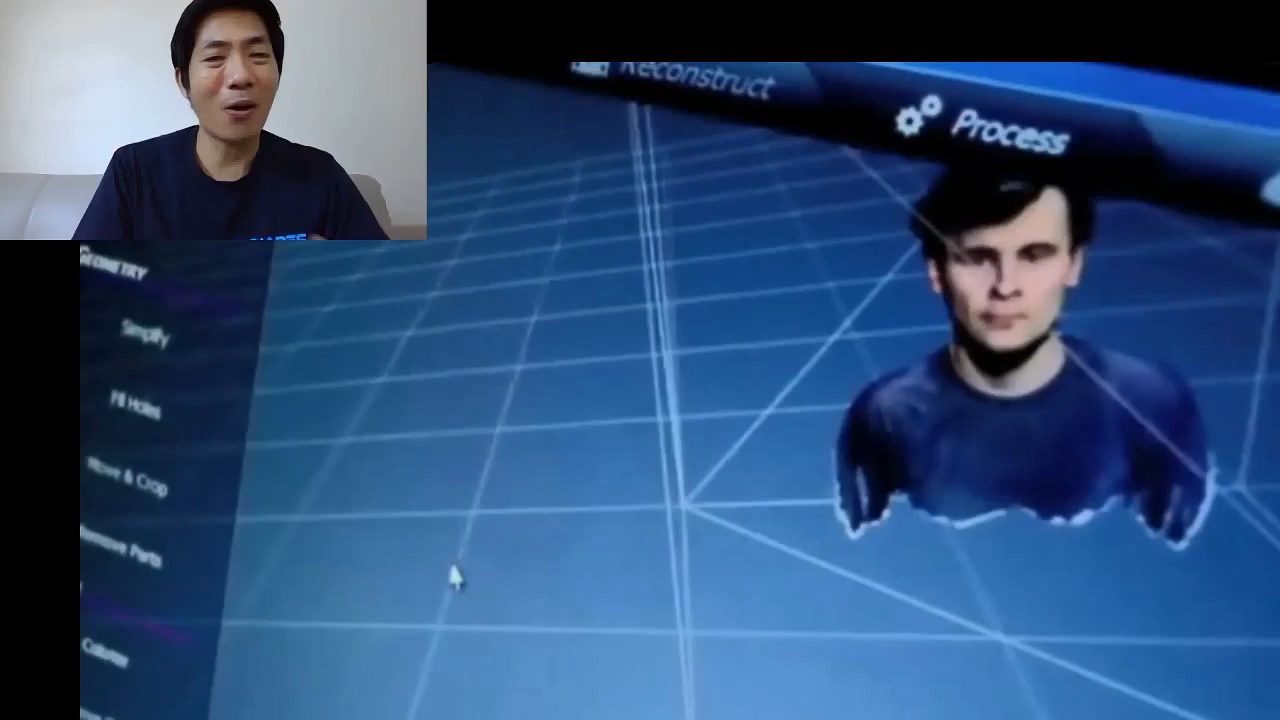 Reconstruct
Process
GEOMETRY
Simplify
Fill Holes
Move & Crop
Remove Parts